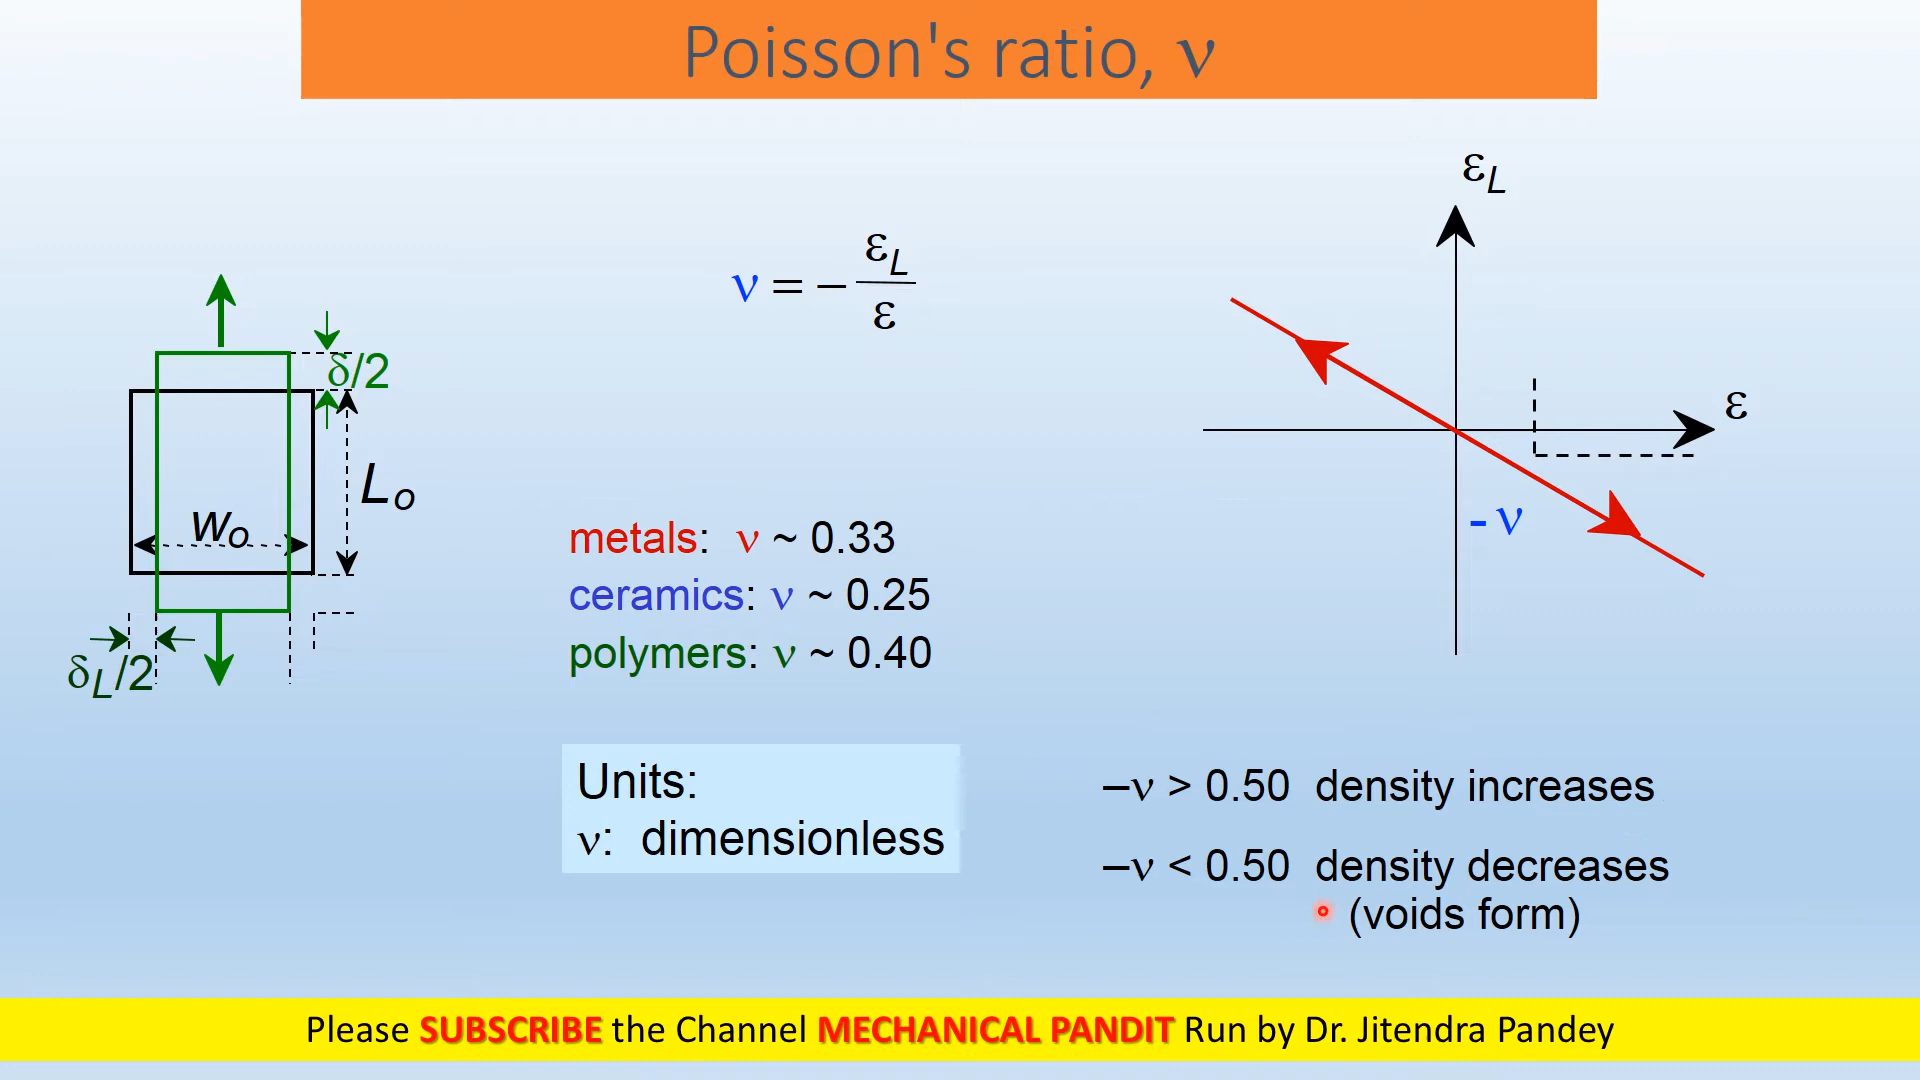 Poisson's ratio, ν
δ/2
Lo
wo
δL/2
ν = – εL/ε
metals: ν ~ 0.33
ceramics: ν ~ 0.25
polymers: ν ~ 0.40
Units:
ν: dimensionless
εL
ε
-ν
–ν > 0.50 density increases
–ν < 0.50 density decreases
(voids form)
Please SUBSCRIBE the Channel MECHANICAL PANDIT Run by Dr. Jitendra Pandey